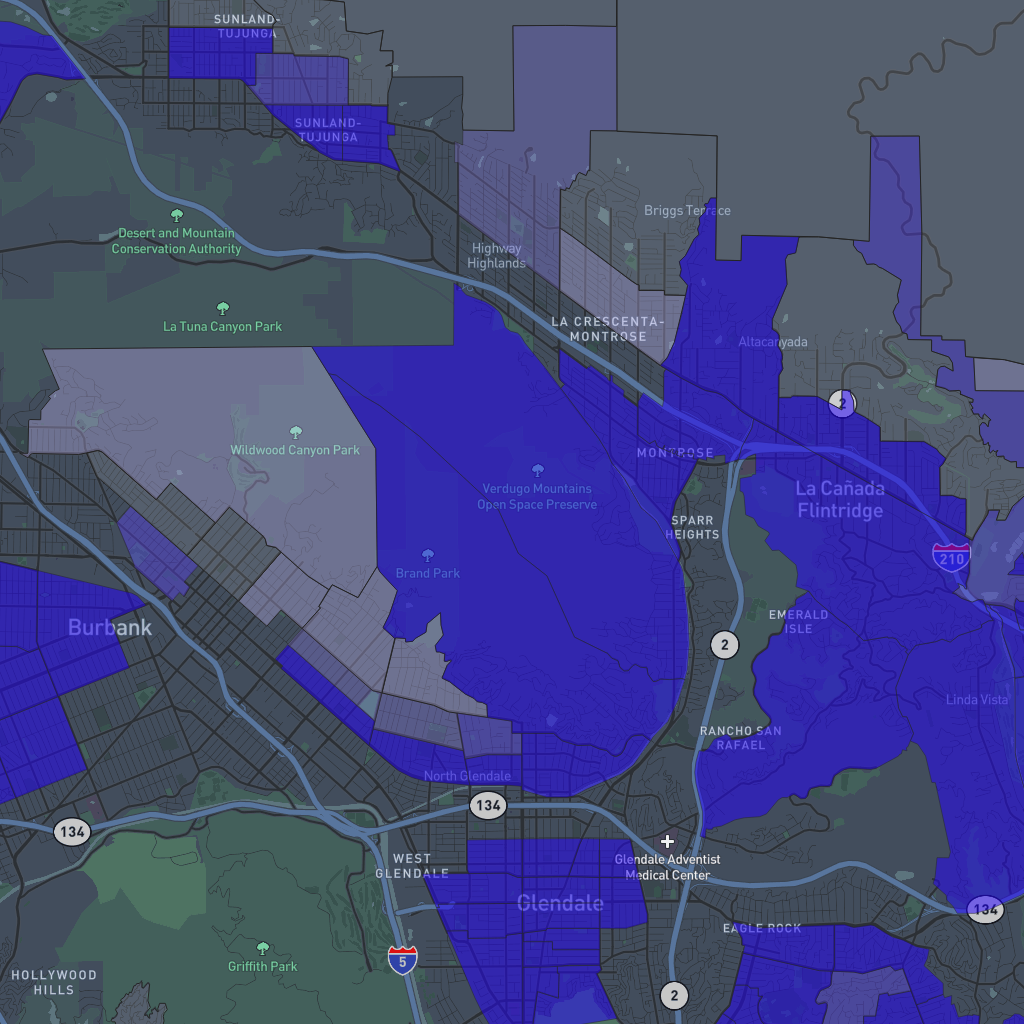 SUNLAND-
TUJUNGA
SUNLAND-
TUJUNGA
Briggs Terrace
Desert and Mountain
Conservation Authority
Highway
Highlands
La Tuna Canyon Park
LA CRESCENTA-
MONTROSE
Altacanyada
2
Wildwood Canyon Park
MONTROSE
Verdugo Mountains
Open Space Preserve
La Cañada
Flintridge
SPARR
HEIGHTS
210
Brand Park
Burbank
EMERALD
ISLE
2
Linda Vista
RANCHO SAN
RAFAEL
North Glendale
134
134
WEST
GLENDALE
Glendale Adventist
Medical Center
Glendale
134
EAGLE ROCK
Griffith Park
5
HOLLYWOOD
HILLS
2